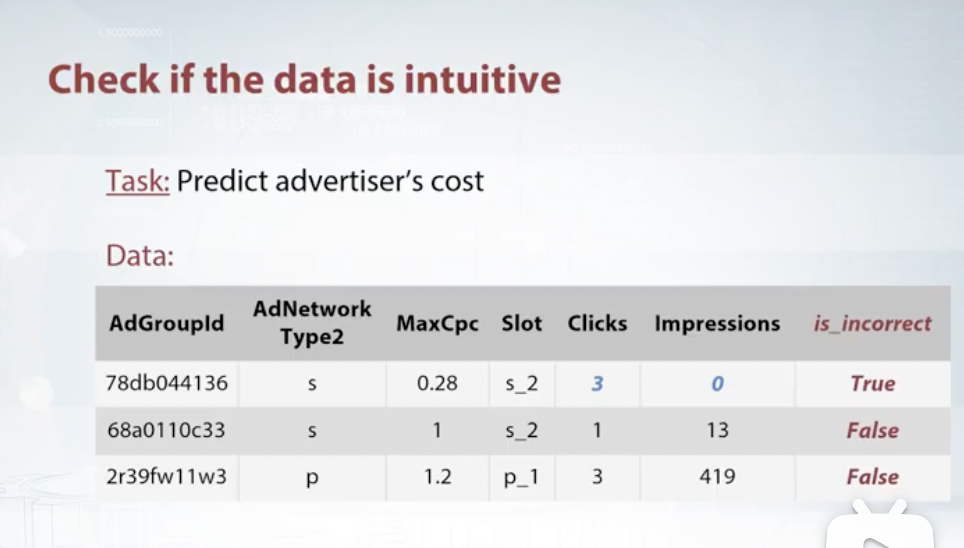 Check if the data is intuitive
Task: Predict advertiser's cost
Data:
AdGroupId AdNetwork Type2 MaxCpc Slot Clicks Impressions is_incorrect
78db044136 s 0.28 s_2 3 0 True
68a0110c33 s 1 s_2 1 13 False
2r39fw11w3 p 1.2 p_1 3 419 False